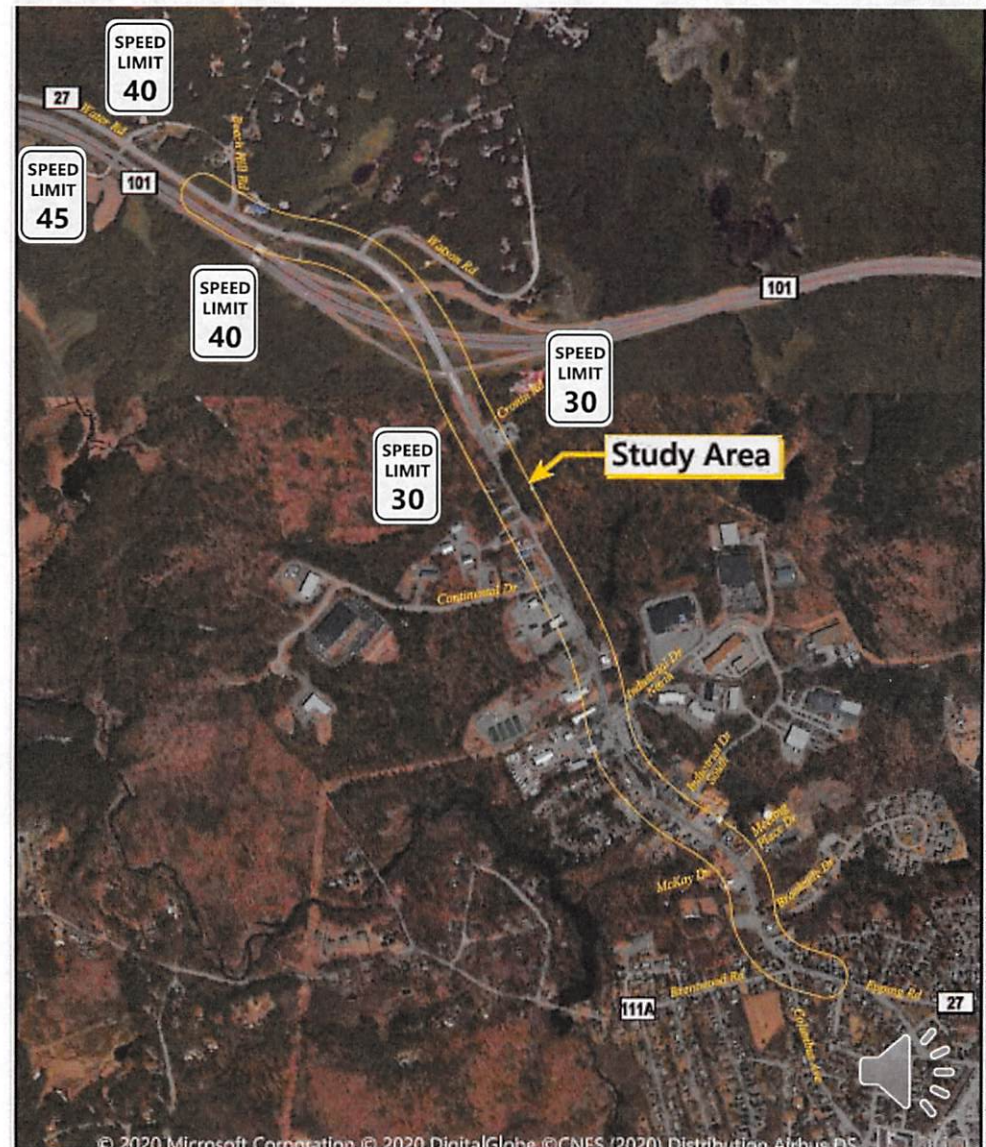 SPEED
LIMIT
40
27
Water Rd
Beech Hill Rd
SPEED
LIMIT
45
101
Watson Rd
SPEED
LIMIT
40
101
SPEED
LIMIT
30
Cronin Rd
SPEED
LIMIT
30
Study Area
Continental Dr
Industrial Dr
North
Industrial Dr
South
Meeting
Place Dr
McKay Dr
Brentwood Rd
Epping Rd
111A
27
Columbus Ave
© 2020 Microsoft Corporation © 2020 DigitalGlobe ©CNES (2020) Distribution Airbus DS